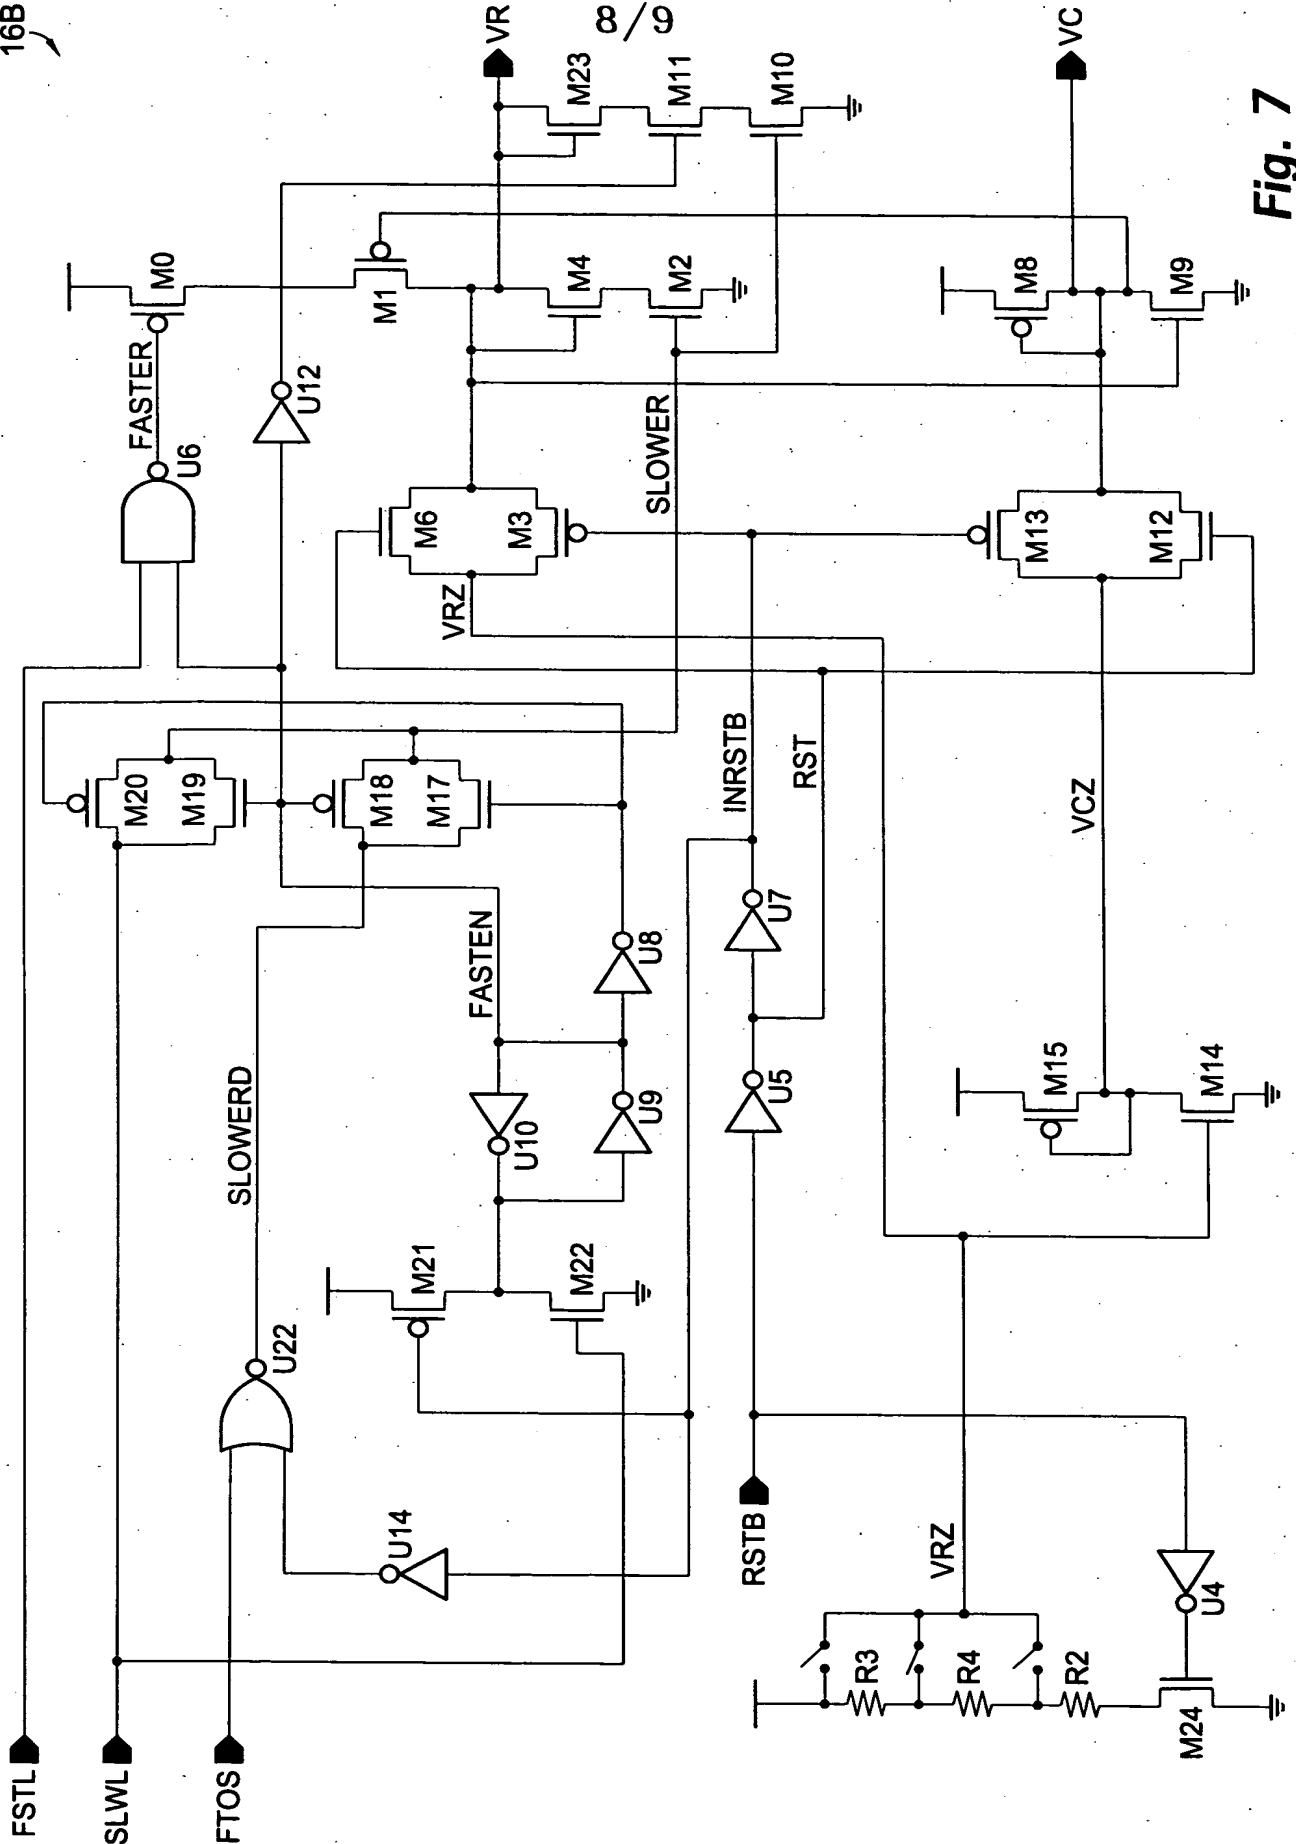 16B
8/9
FSTL
SLWL
FTOS
SLOWERD
U22
U14
M21
M22
U10
U9
U8
FASTEN
M20
M19
M18
M17
U6
FASTER
U12
M0
M1
M4
M2
M23
M11
M10
VR
M6
M3
VRZ
SLOWER
INRSTB
RST
U7
U5
RSTB
VRZ
R3
R4
R2
M24
U4
M15
M14
VCZ
M13
M12
M8
M9
VC
Fig. 7